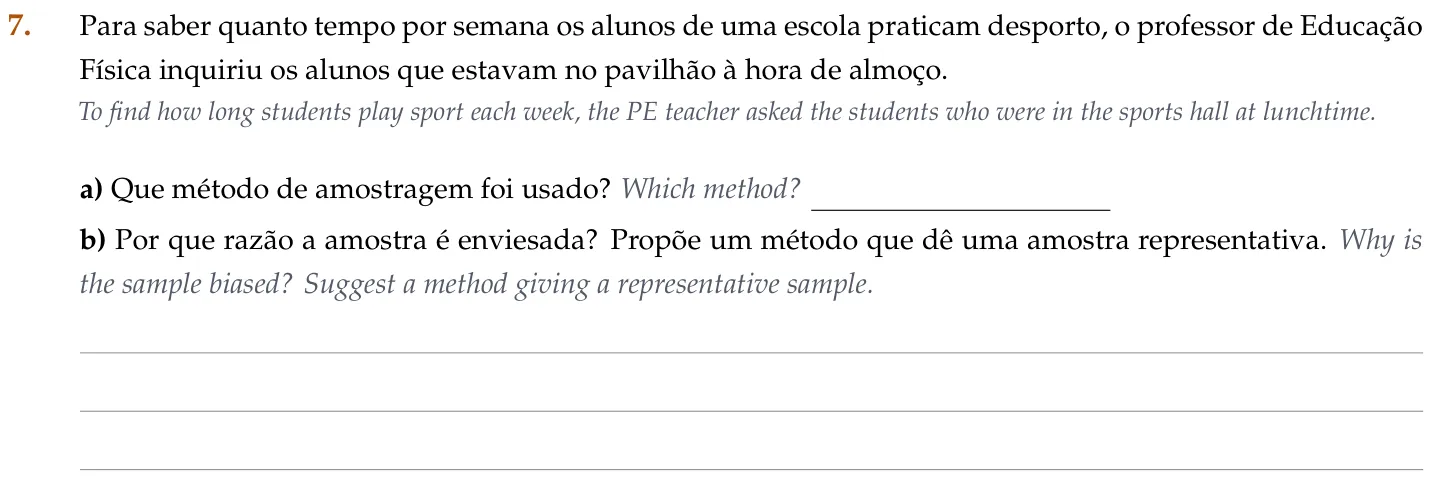 7. Para saber quanto tempo por semana os alunos de uma escola praticam desporto, o professor de Educação
Física inquiriu os alunos que estavam no pavilhão à hora de almoço.
To find how long students play sport each week, the PE teacher asked the students who were in the sports hall at lunchtime.
a) Que método de amostragem foi usado? Which method?
b) Por que razão a amostra é enviesada? Propõe um método que dê uma amostra representativa. Why is
the sample biased? Suggest a method giving a representative sample.